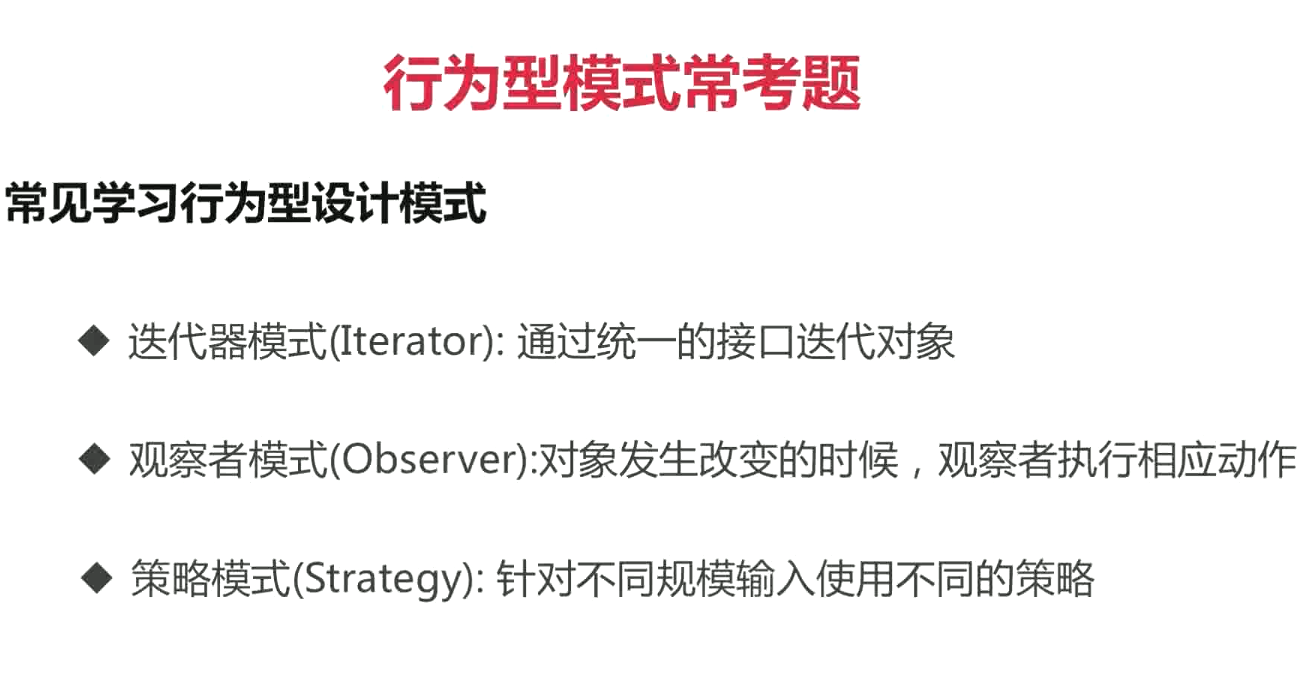 行为型模式常考题
常见学习行为型设计模式
◆ 迭代器模式(Iterator): 通过统一的接口迭代对象
◆ 观察者模式(Observer):对象发生改变的时候，观察者执行相应动作
◆ 策略模式(Strategy): 针对不同规模输入使用不同的策略